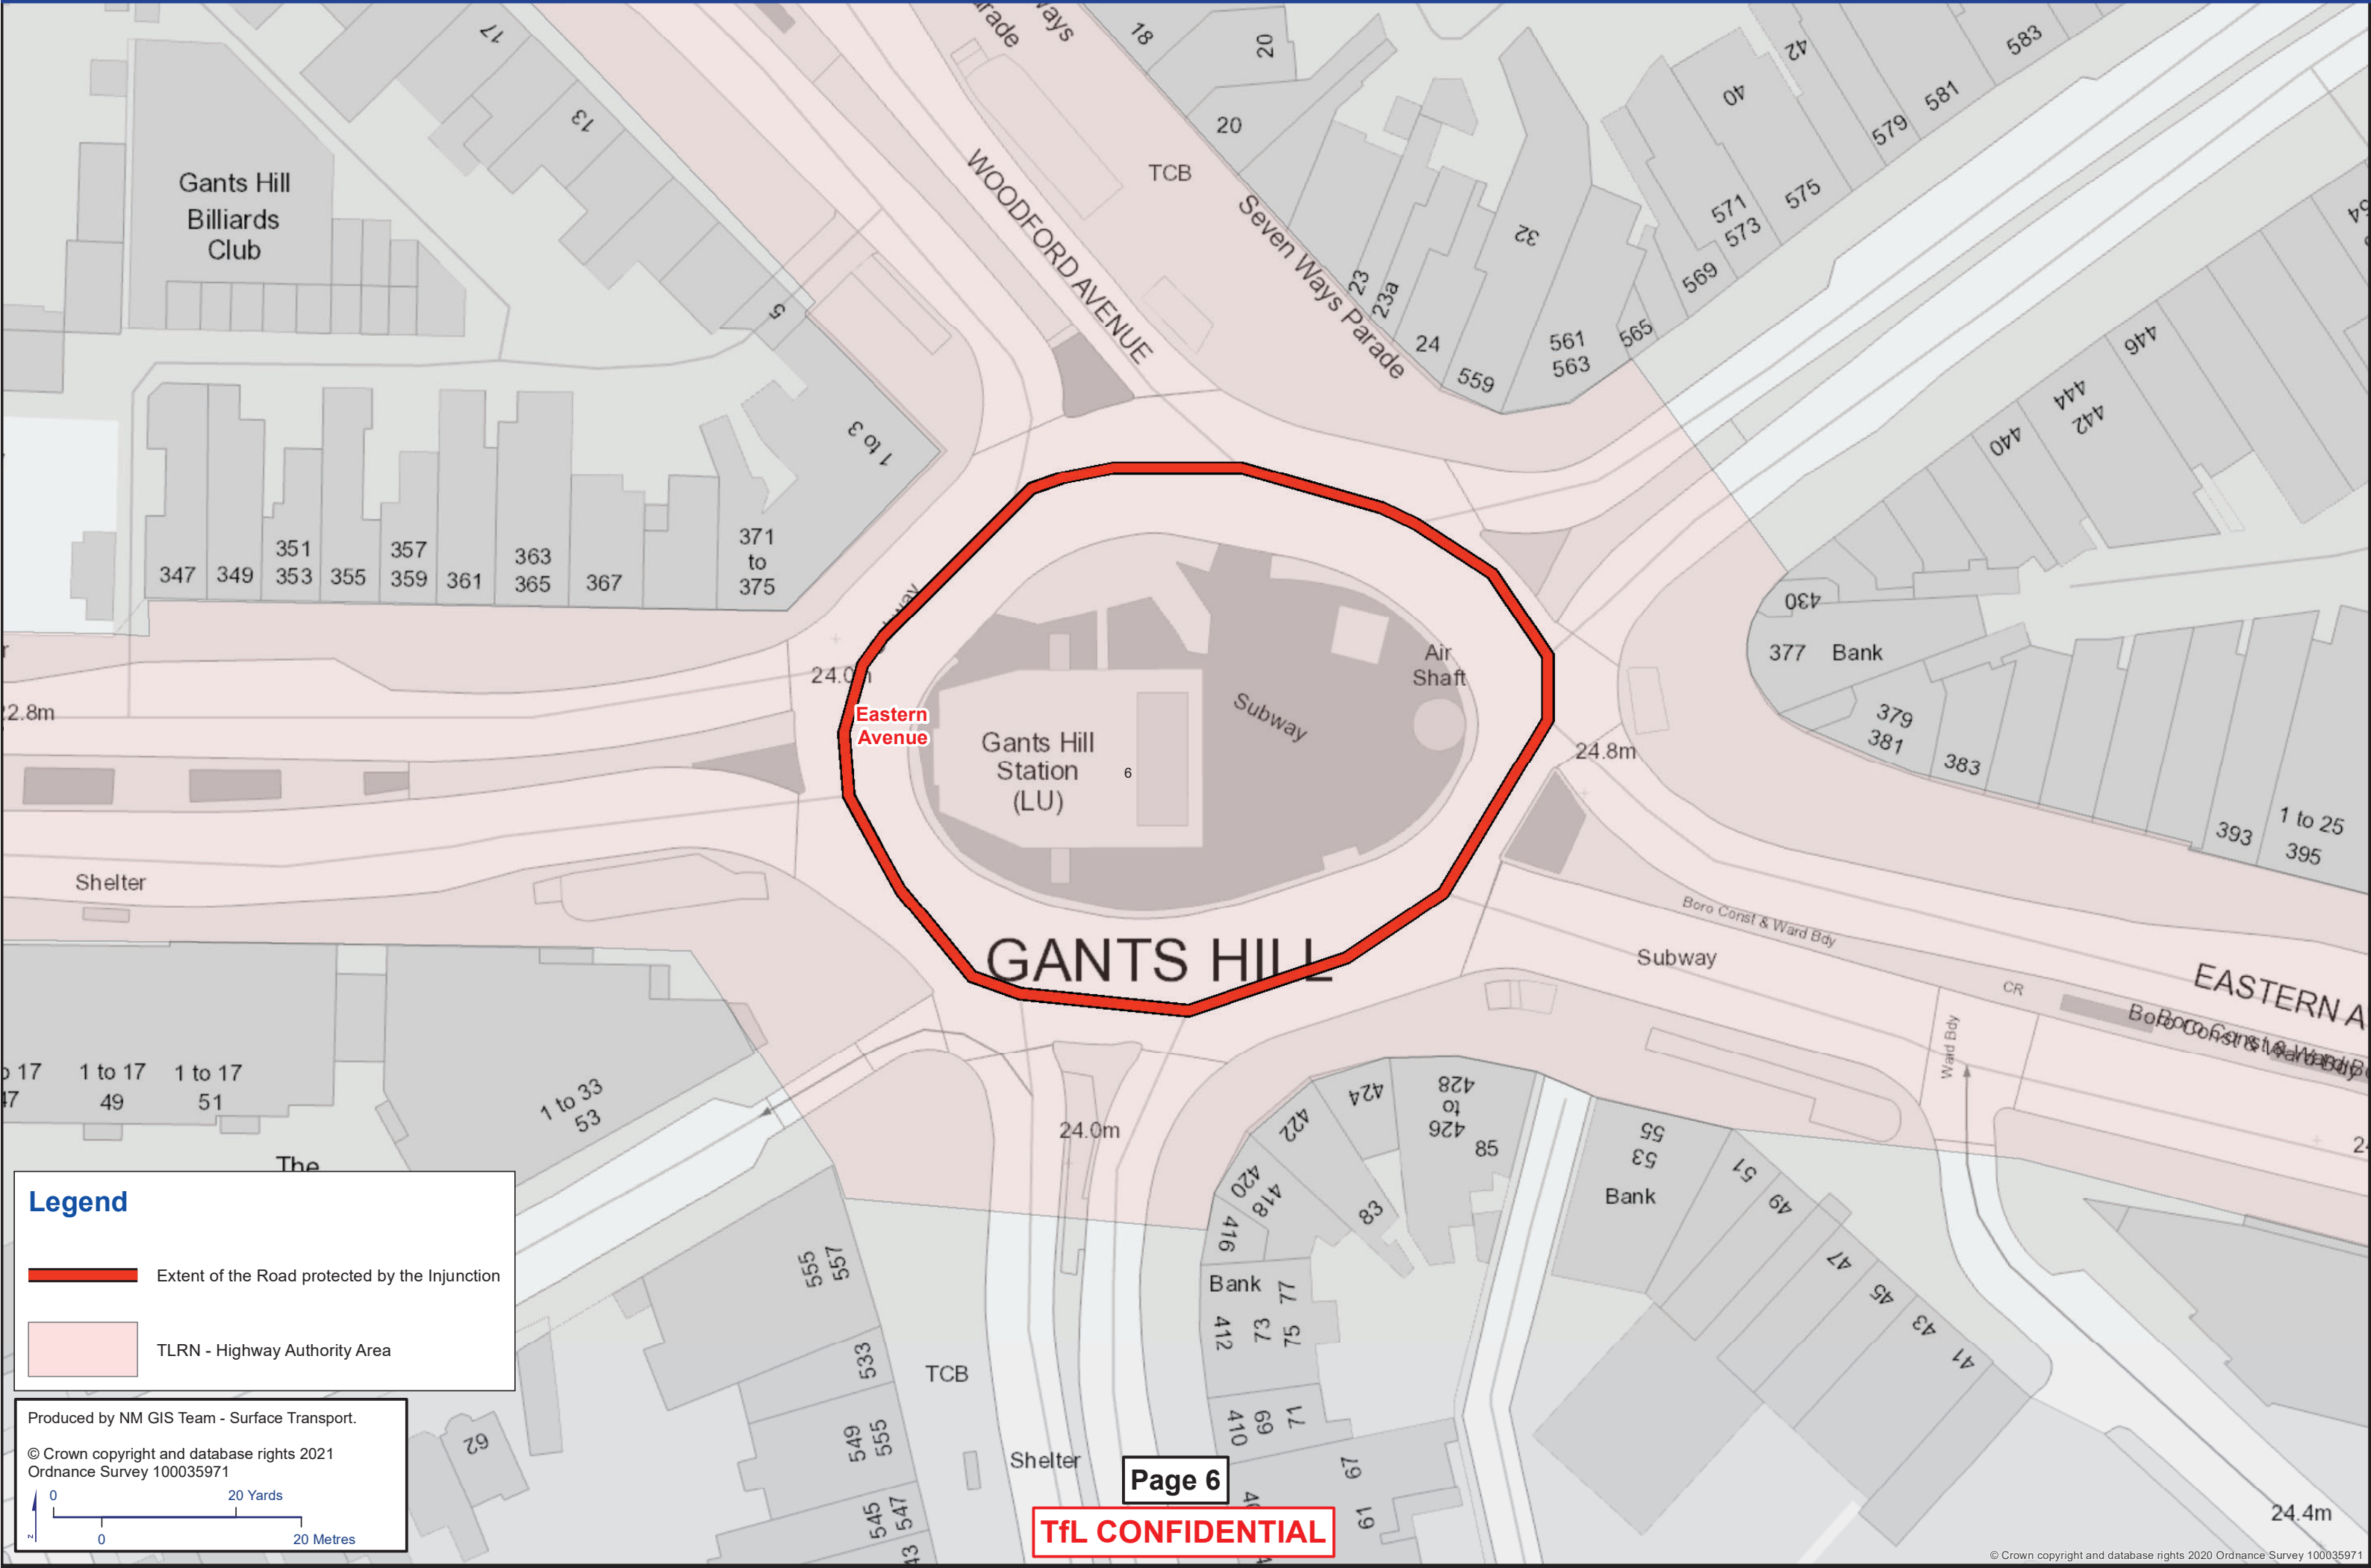 17
13
Gants Hill
Billiards
Club
5
1 to 3
347
349
351
353
355
357
359
361
363
365
367
371
to
375
18
20
20
TCB
WOODFORD AVENUE
Seven Ways Parade
23
23a
24
559
32
561
563
565
569
571
573
575
40
42
579
581
583
446
444
442
440
430
377 Bank
379
381
383
393
1 to 25
395
24.0m
Eastern
Avenue
Gants Hill
Station
(LU)
6
Subway
Air
Shaft
24.8m
GANTS HILL
Shelter
Boro Const & Ward Bdy
Subway
CR
Ward Bdy
EASTERN A
1 to 17
49
1 to 17
51
1 to 33
53
The
24.0m
424
422
420
418
416
428
to
426
85
83
55
53
Bank
51
49
47
45
43
41
Bank
412
77
73
75
410
69
71
67
61
557
555
533
549
555
545
547
62
TCB
Shelter
24.4m
Legend
Extent of the Road protected by the Injunction
TLRN - Highway Authority Area
Produced by NM GIS Team - Surface Transport.
© Crown copyright and database rights 2021
Ordnance Survey 100035971
0 20 Yards
0 20 Metres
Page 6
TfL CONFIDENTIAL
© Crown copyright and database rights 2020 Ordnance Survey 100035971